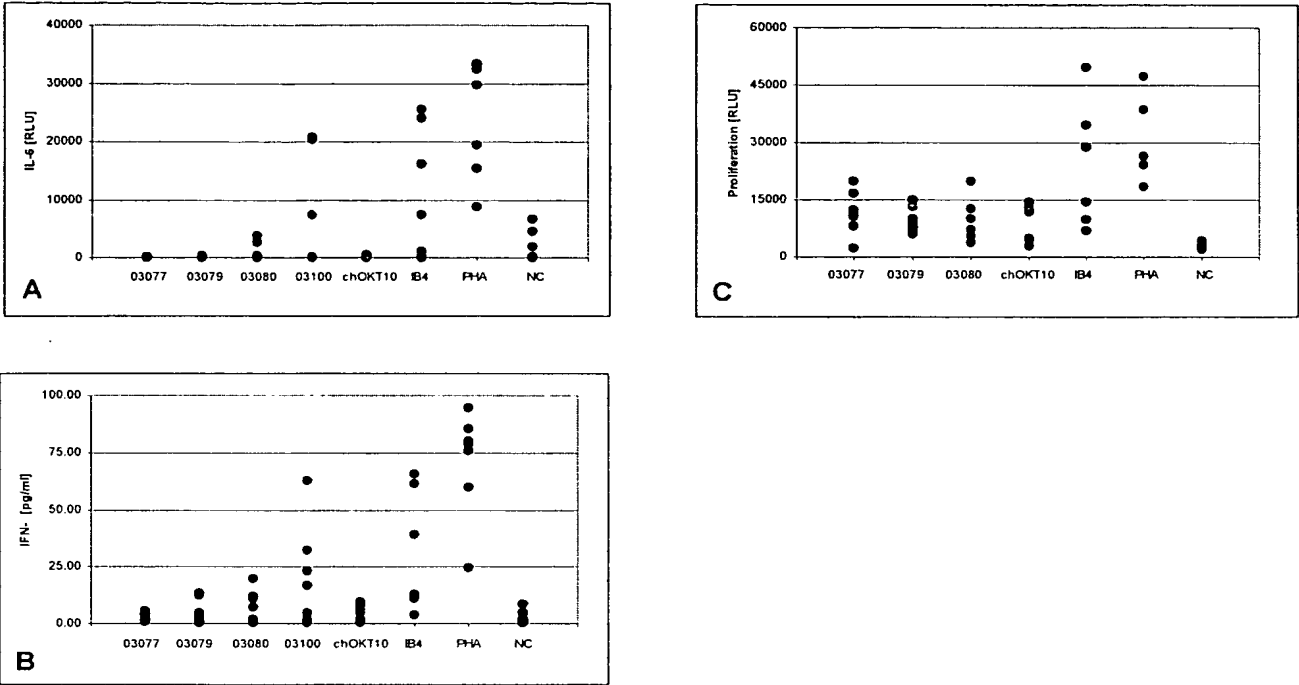 40000
30000
20000
10000
0
IL-6 [RLU]
03077 03079 03080 03100 chOKT10 IB4 PHA NC
A
60000
45000
30000
15000
0
Proliferation [RLU]
03077 03079 03080 chOKT10 IB4 PHA NC
C
100.00
75.00
50.00
25.00
0.00
IFN- [pg/ml]
03077 03079 03080 03100 chOKT10 IB4 PHA NC
B